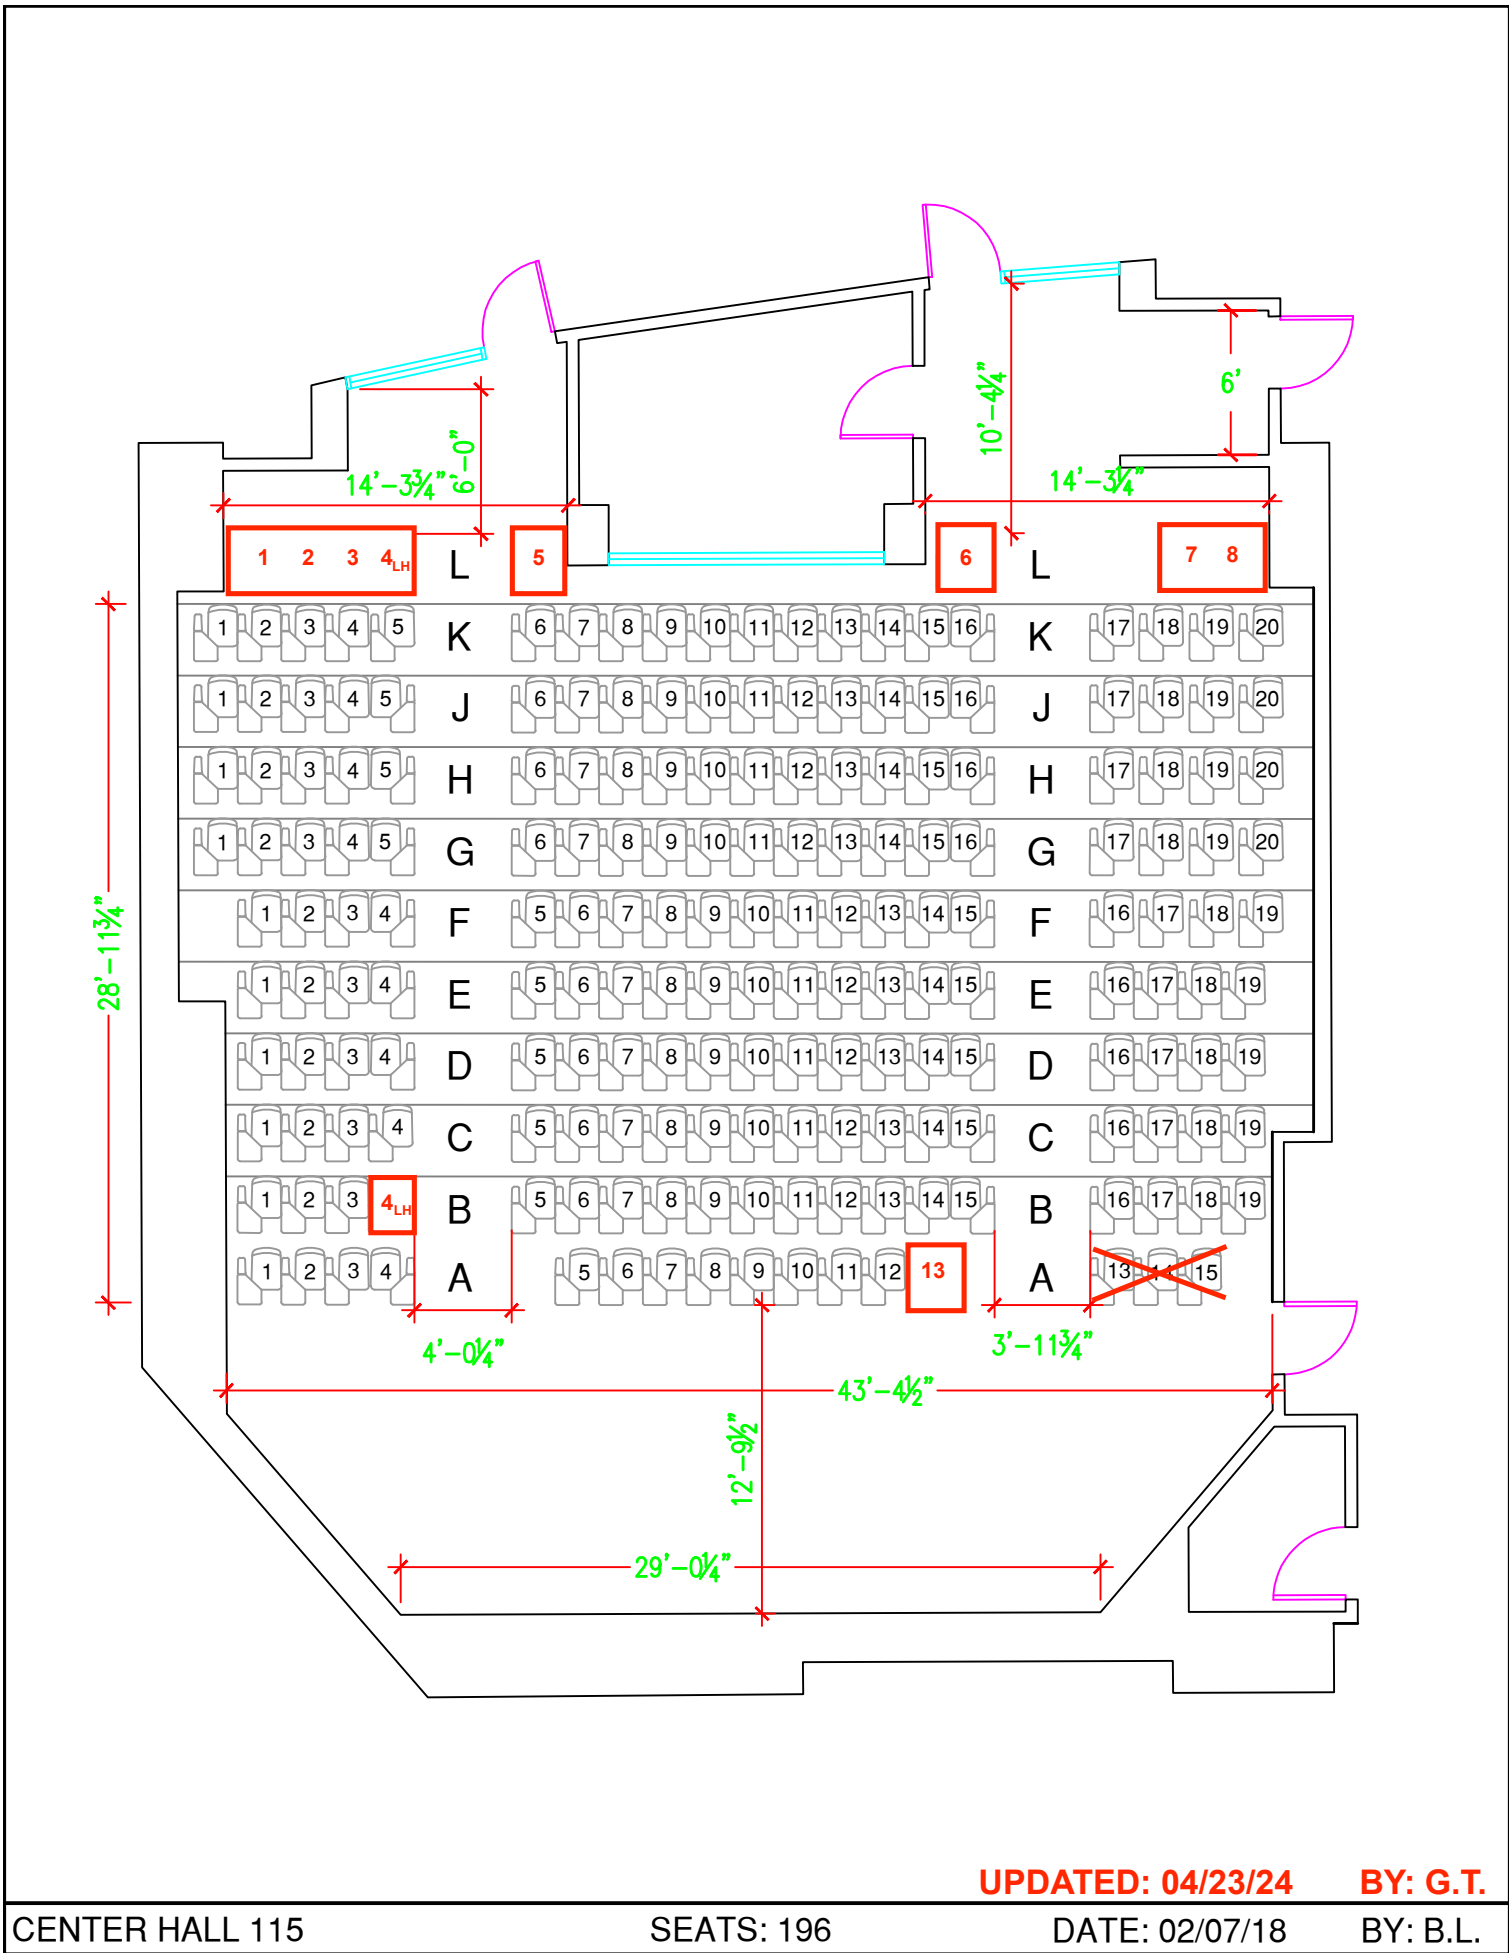 10'-4¼"
6'
14'-3¾"
6'-0"
14'-3¼"
1 2 3 4LH L 5 6 L 7 8
1 2 3 4 5 K 6 7 8 9 10 11 12 13 14 15 16 K 17 18 19 20
1 2 3 4 5 J 6 7 8 9 10 11 12 13 14 15 16 J 17 18 19 20
1 2 3 4 5 H 6 7 8 9 10 11 12 13 14 15 16 H 17 18 19 20
1 2 3 4 5 G 6 7 8 9 10 11 12 13 14 15 16 G 17 18 19 20
1 2 3 4 F 5 6 7 8 9 10 11 12 13 14 15 F 16 17 18 19
28'-11¾"
1 2 3 4 E 5 6 7 8 9 10 11 12 13 14 15 E 16 17 18 19
1 2 3 4 D 5 6 7 8 9 10 11 12 13 14 15 D 16 17 18 19
1 2 3 4 C 5 6 7 8 9 10 11 12 13 14 15 C 16 17 18 19
1 2 3 4LH B 5 6 7 8 9 10 11 12 13 14 15 B 16 17 18 19
1 2 3 4 A 5 6 7 8 9 10 11 12 13 A 13 14 15
4'-0¼"
3'-11¾"
43'-4½"
12'-9½"
29'-0¼"
UPDATED: 04/23/24 BY: G.T.
CENTER HALL 115 SEATS: 196 DATE: 02/07/18 BY: B.L.